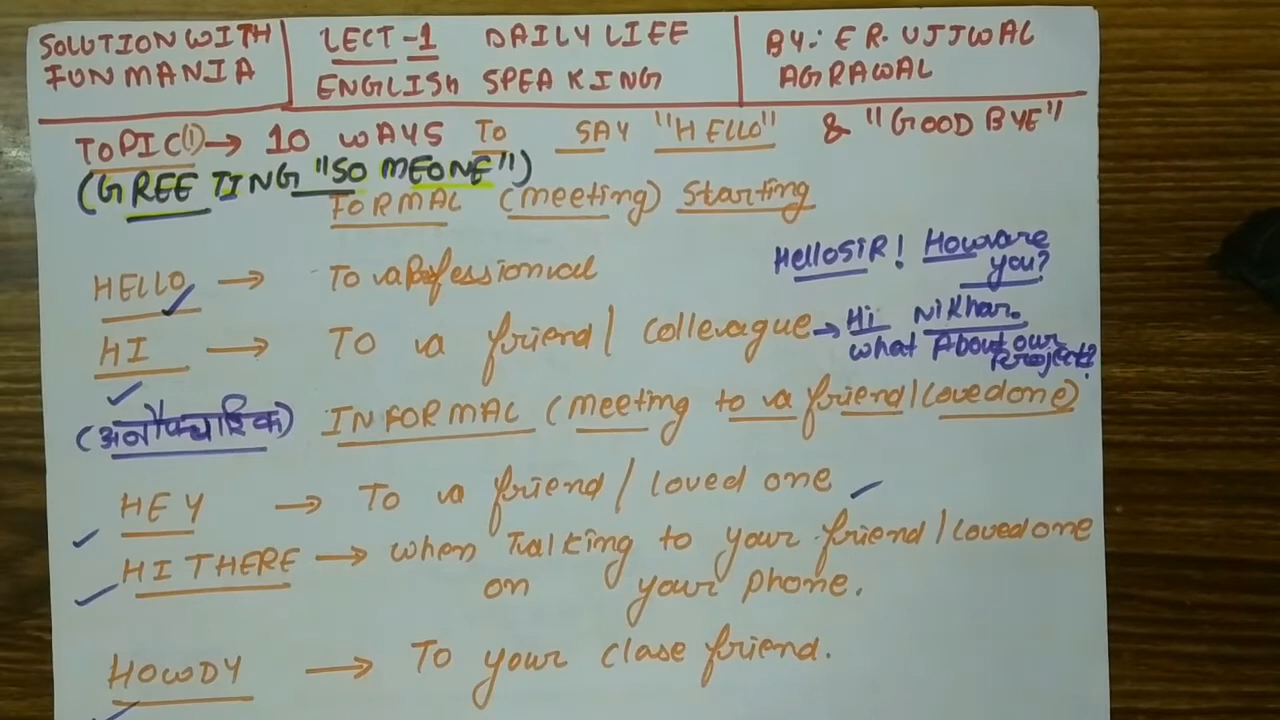 SOLUTION WITH FUN MANIA
LECT-1 DAILY LIFE ENGLISH SPEAKING
BY:- ER. UJJWAL AGRAWAL
TOPIC(1)→ 10 WAYS TO SAY "HELLO" & "GOOD BYE"
(GREETING "SOMEONE")
FORMAL (meeting) Starting
HELLO → To a Professional
Hello SIR! How are you?
HI → TO a friend/ colleague → Hi Nikhar. what About our Project?
(अनौपचारिक) INFORMAL (meeting to a friend/Loved one)
HEY → To a friend/ loved one
HI THERE → when Talking to your friend/Loved one
on your phone.
HOWDY → To your clase friend.